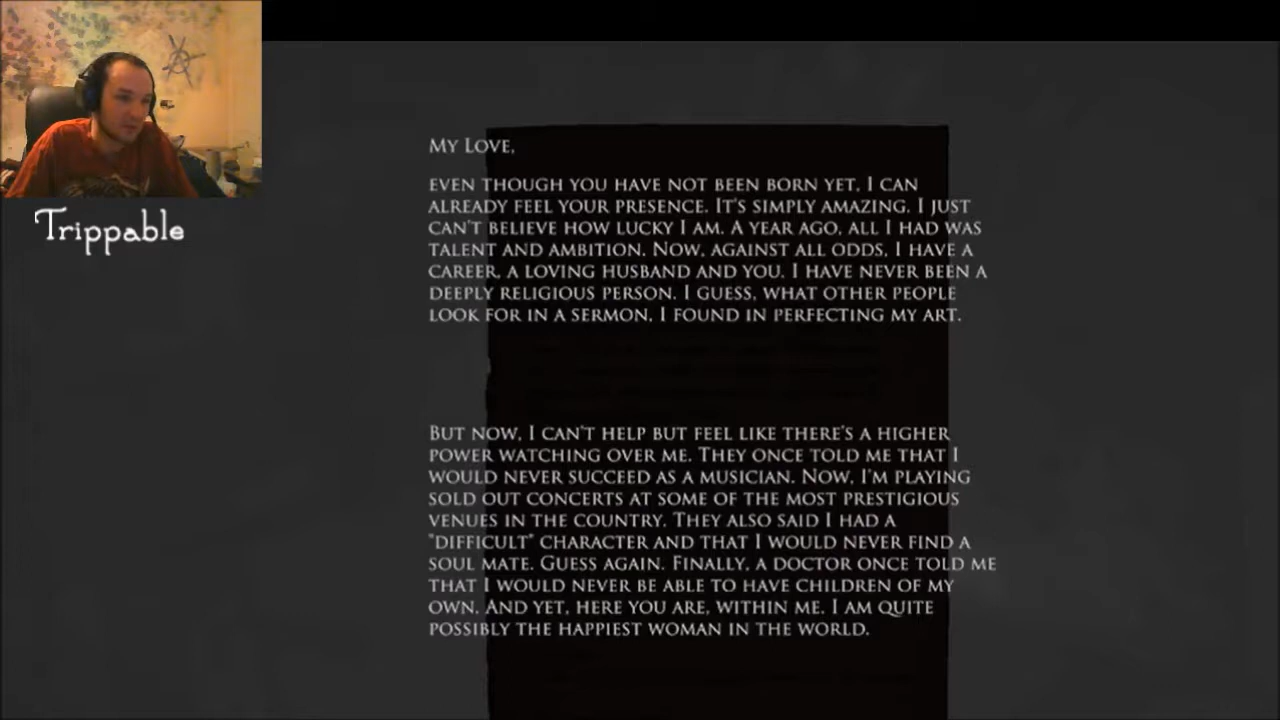 Trippable
My Love,
even though you have not been born yet, I can
already feel your presence. It's simply amazing. I just
can't believe how lucky I am. A year ago, all I had was
talent and ambition. Now, against all odds, I have a
career, a loving husband and you. I have never been a
deeply religious person. I guess, what other people
look for in a sermon, I found in perfecting my art.
But now, I can't help but feel like there's a higher
power watching over me. They once told me that I
would never succeed as a musician. Now, I'm playing
sold out concerts at some of the most prestigious
venues in the country. They also said I had a
"difficult" character and that I would never find a
soul mate. Guess again. Finally, a doctor once told me
that I would never be able to have children of my
own. And yet, here you are, within me. I am quite
possibly the happiest woman in the world.